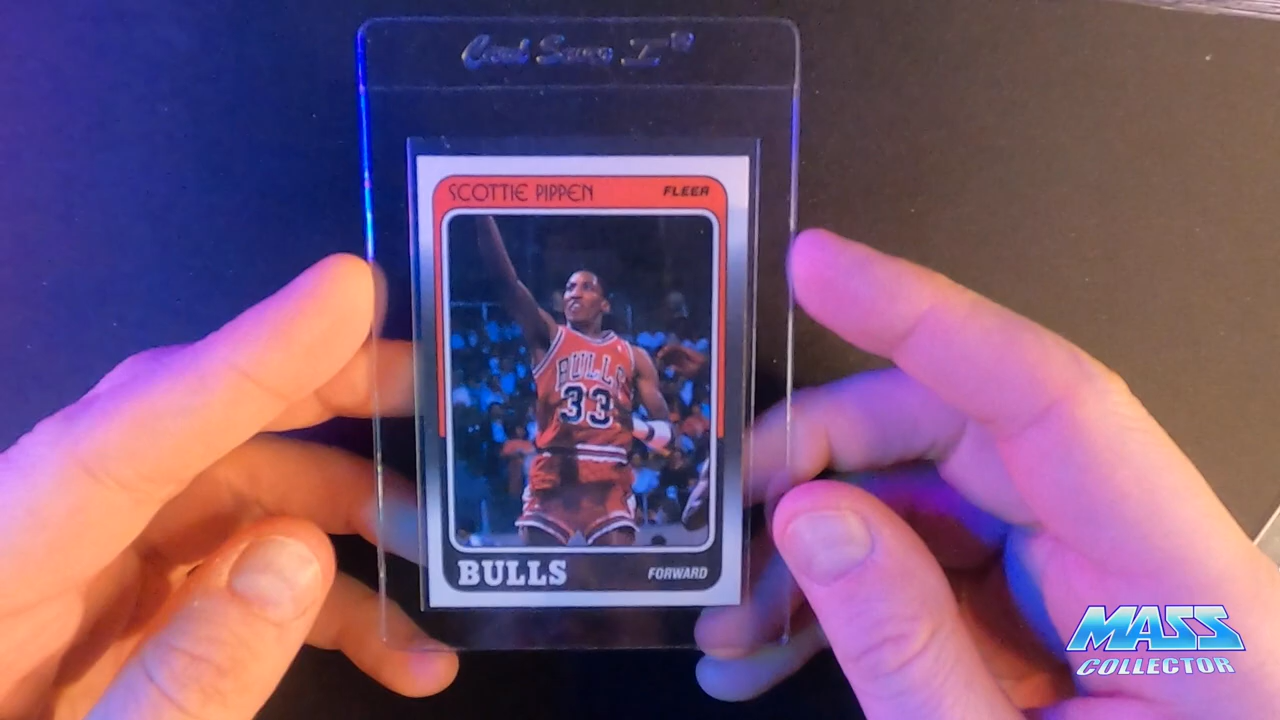 Card Saver I®
SCOTTIE PIPPEN FLEER
BULLS
33
BULLS FORWARD
MASS
COLLECTOR